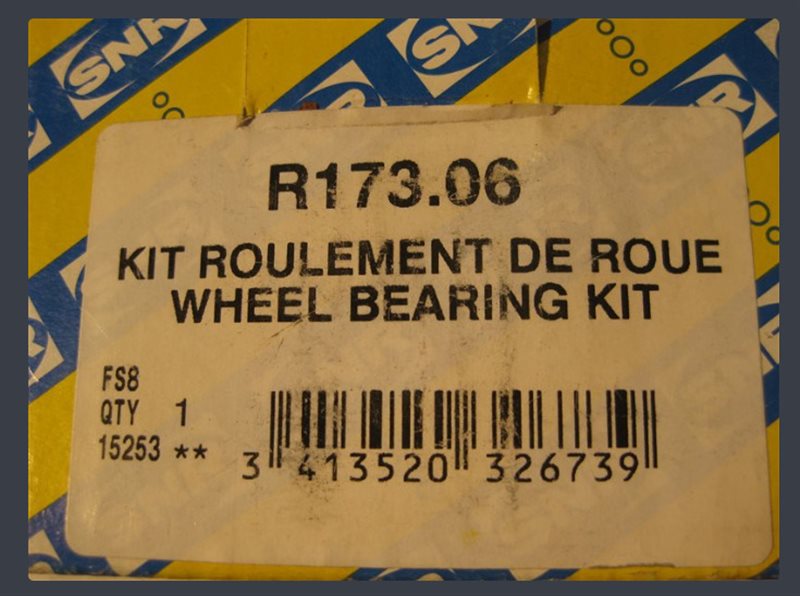 SNR
SNR
R173.06
KIT ROULEMENT DE ROUE
WHEEL BEARING KIT
FS8
QTY 1
15253 **
3 413520 326739